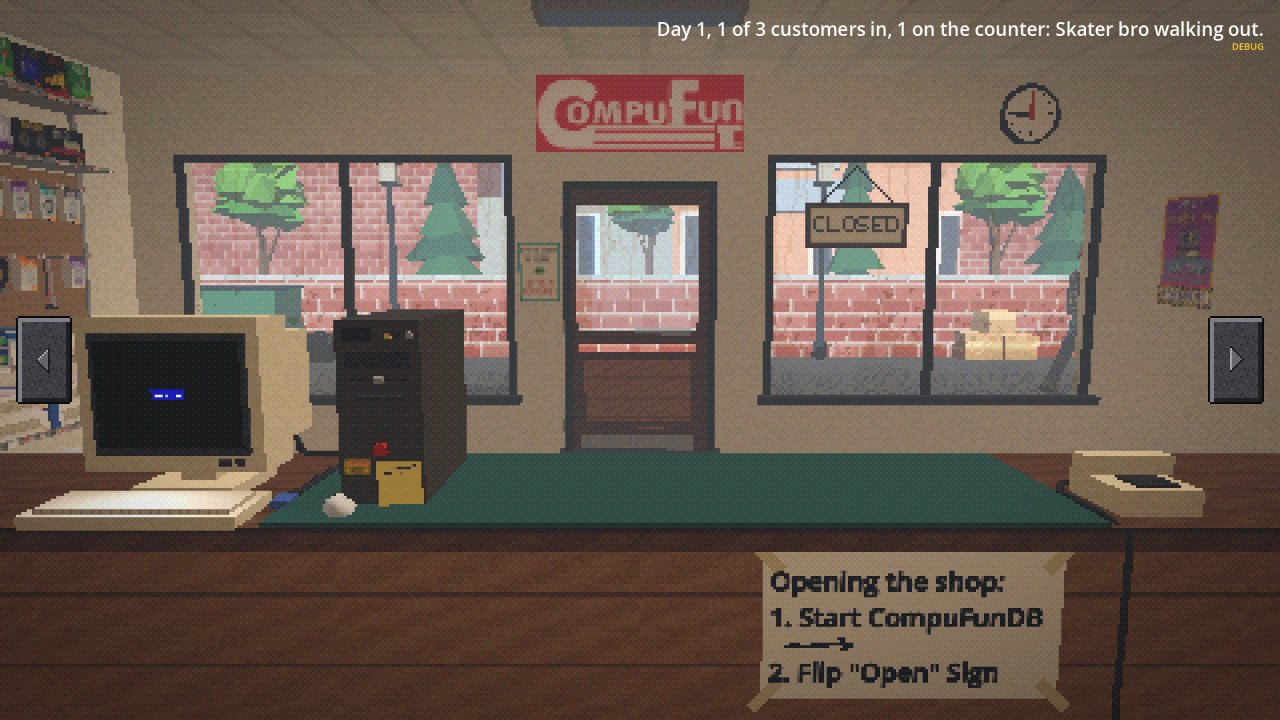 Day 1, 1 of 3 customers in, 1 on the counter: Skater bro walking out.
DEBUG
COMPUFUN
CLOSED
Opening the shop:
1. Start CompuFunDB
2. Flip "Open" Sign